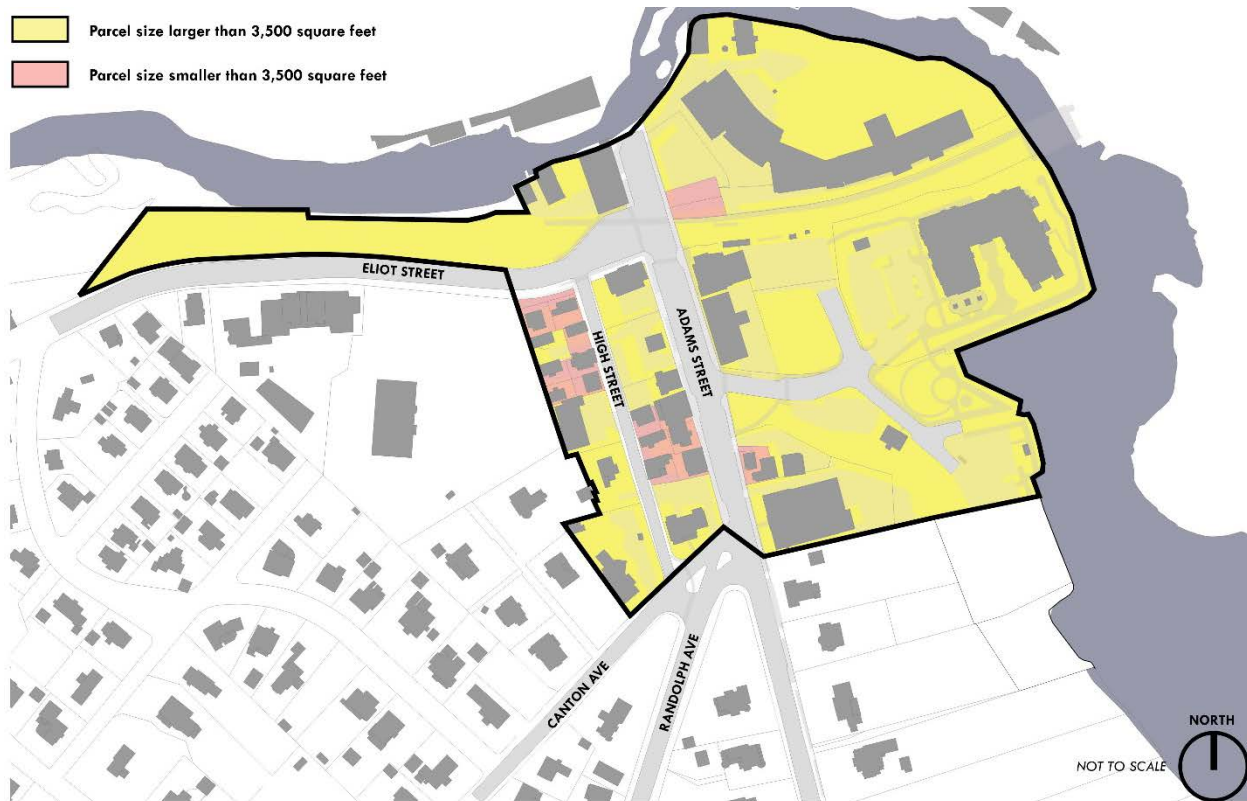 Parcel size larger than 3,500 square feet
Parcel size smaller than 3,500 square feet
ELIOT STREET
HIGH STREET
ADAMS STREET
CANTON AVE
RANDOLPH AVE
NORTH
NOT TO SCALE